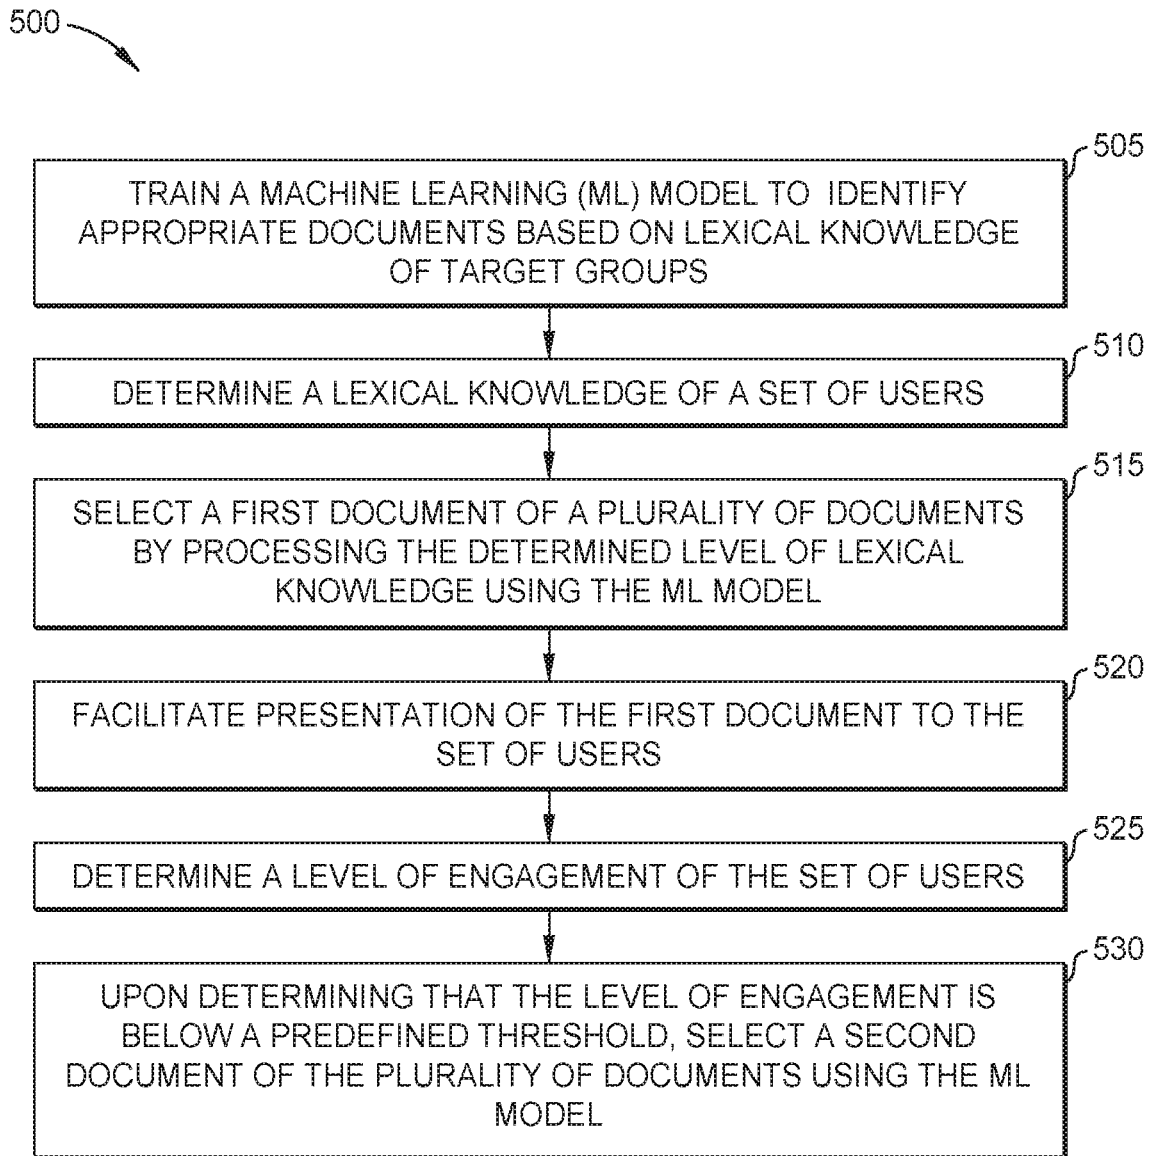 500
505
TRAIN A MACHINE LEARNING (ML) MODEL TO IDENTIFY
APPROPRIATE DOCUMENTS BASED ON LEXICAL KNOWLEDGE
OF TARGET GROUPS
510
DETERMINE A LEXICAL KNOWLEDGE OF A SET OF USERS
515
SELECT A FIRST DOCUMENT OF A PLURALITY OF DOCUMENTS
BY PROCESSING THE DETERMINED LEVEL OF LEXICAL
KNOWLEDGE USING THE ML MODEL
520
FACILITATE PRESENTATION OF THE FIRST DOCUMENT TO THE
SET OF USERS
525
DETERMINE A LEVEL OF ENGAGEMENT OF THE SET OF USERS
530
UPON DETERMINING THAT THE LEVEL OF ENGAGEMENT IS
BELOW A PREDEFINED THRESHOLD, SELECT A SECOND
DOCUMENT OF THE PLURALITY OF DOCUMENTS USING THE ML
MODEL